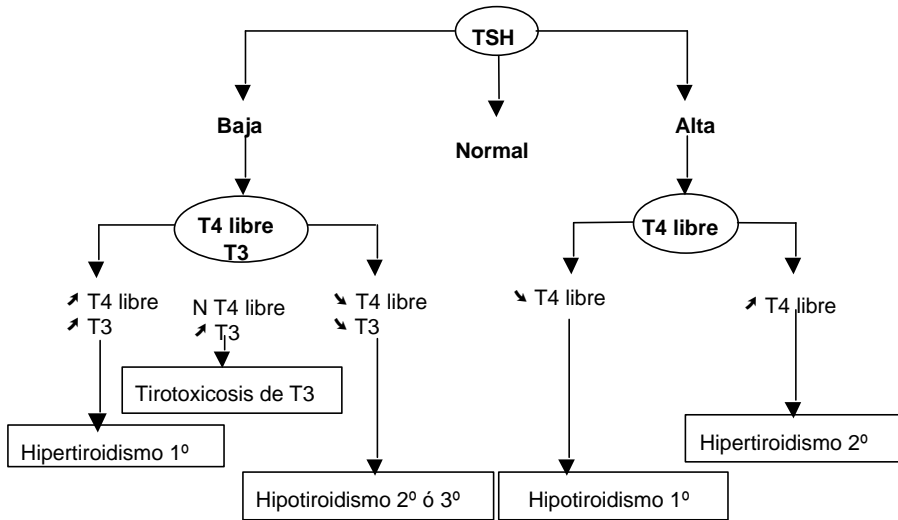 TSH
Baja
Normal
Alta
T4 libre
T3
T4 libre
➚ T4 libre
➚ T3
N T4 libre
➚ T3
➘ T4 libre
➘ T3
➘ T4 libre
➚ T4 libre
Tirotoxicosis de T3
Hipertiroidismo 1º
Hipertiroidismo 2º
Hipotiroidismo 2º ó 3º
Hipotiroidismo 1º